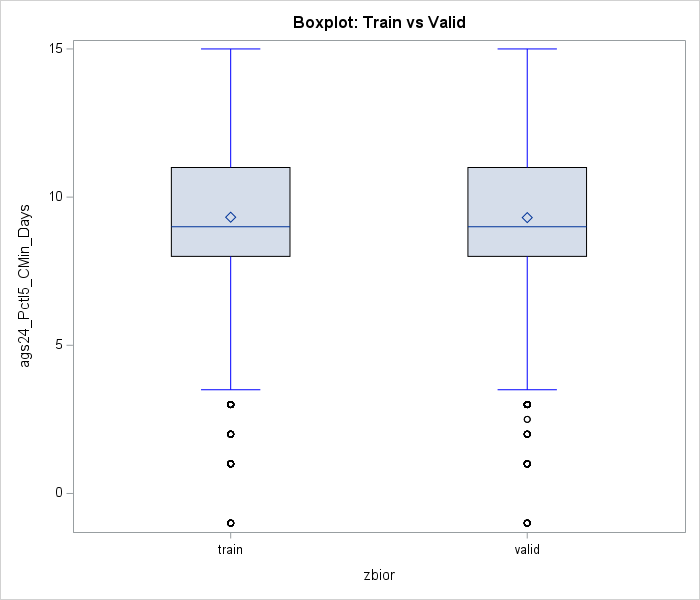 Boxplot: Train vs Valid
15
10
5
0
ags24_Pctl5_CMin_Days
train
valid
zbior